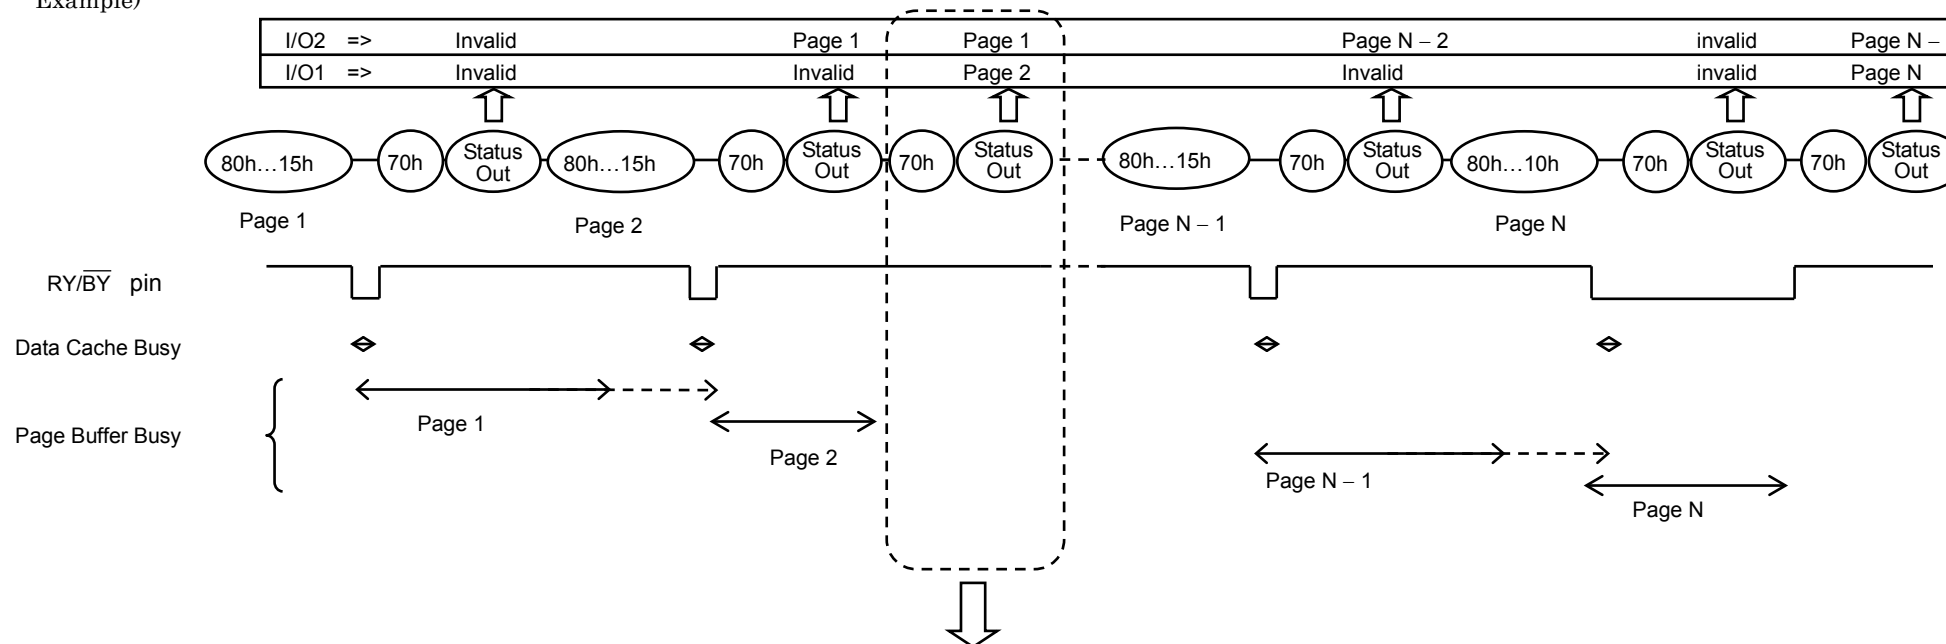 Example)
I/O2 => Invalid Page 1 Page 1 Page N – 2 invalid Page N –
I/O1 => Invalid Invalid Page 2 Invalid invalid Page N
80h…15h 70h Status Out 80h…15h 70h Status Out 70h Status Out 80h…15h 70h Status Out 80h…10h 70h Status Out 70h Status Out
Page 1 Page 2 Page N – 1 Page N
RY/BY pin
Data Cache Busy
Page Buffer Busy
Page 1
Page 2
Page N – 1
Page N